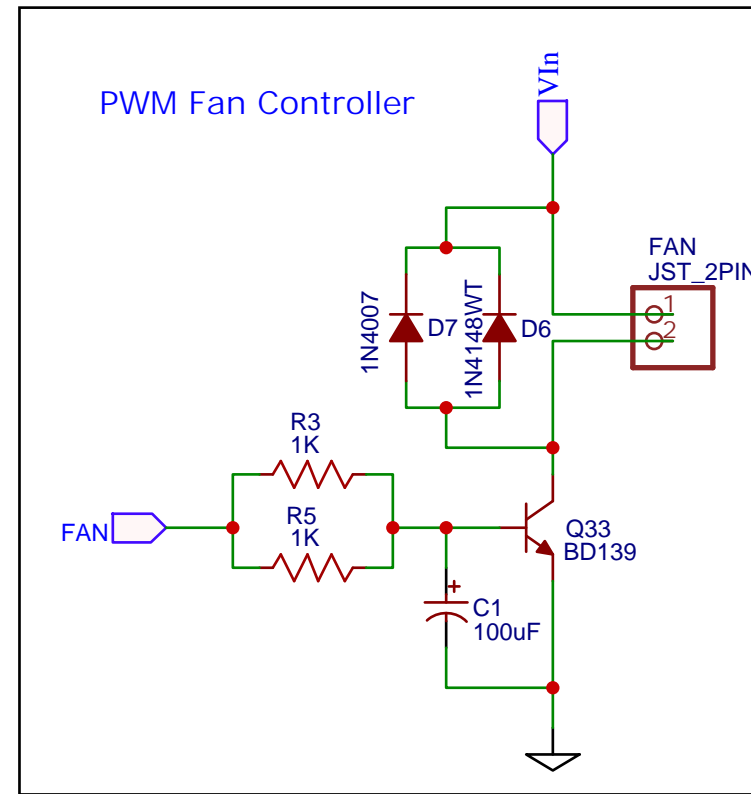 PWM Fan Controller
VIn
FAN
JST_2PIN
1
2
1N4007
D7
1N4148WT
D6
R3
1K
R5
1K
FAN
Q33
BD139
+
C1
100uF